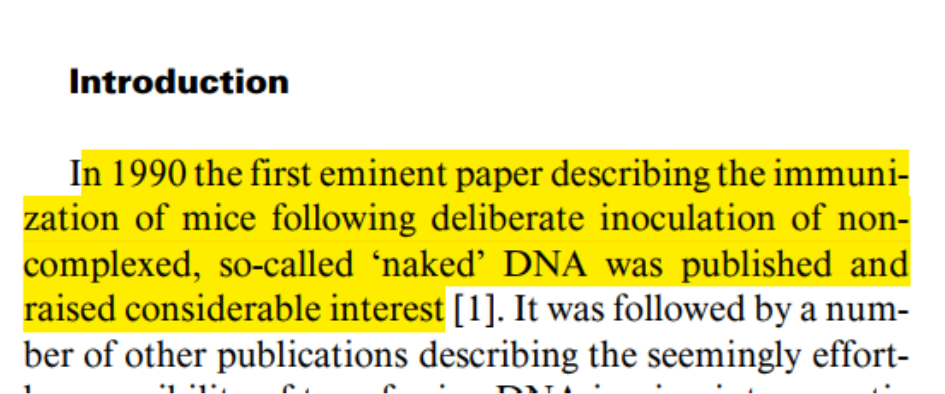 Introduction
In 1990 the first eminent paper describing the immuni-
zation of mice following deliberate inoculation of non-
complexed, so-called ‘naked’ DNA was published and
raised considerable interest [1]. It was followed by a num-
ber of other publications describing the seemingly effort-